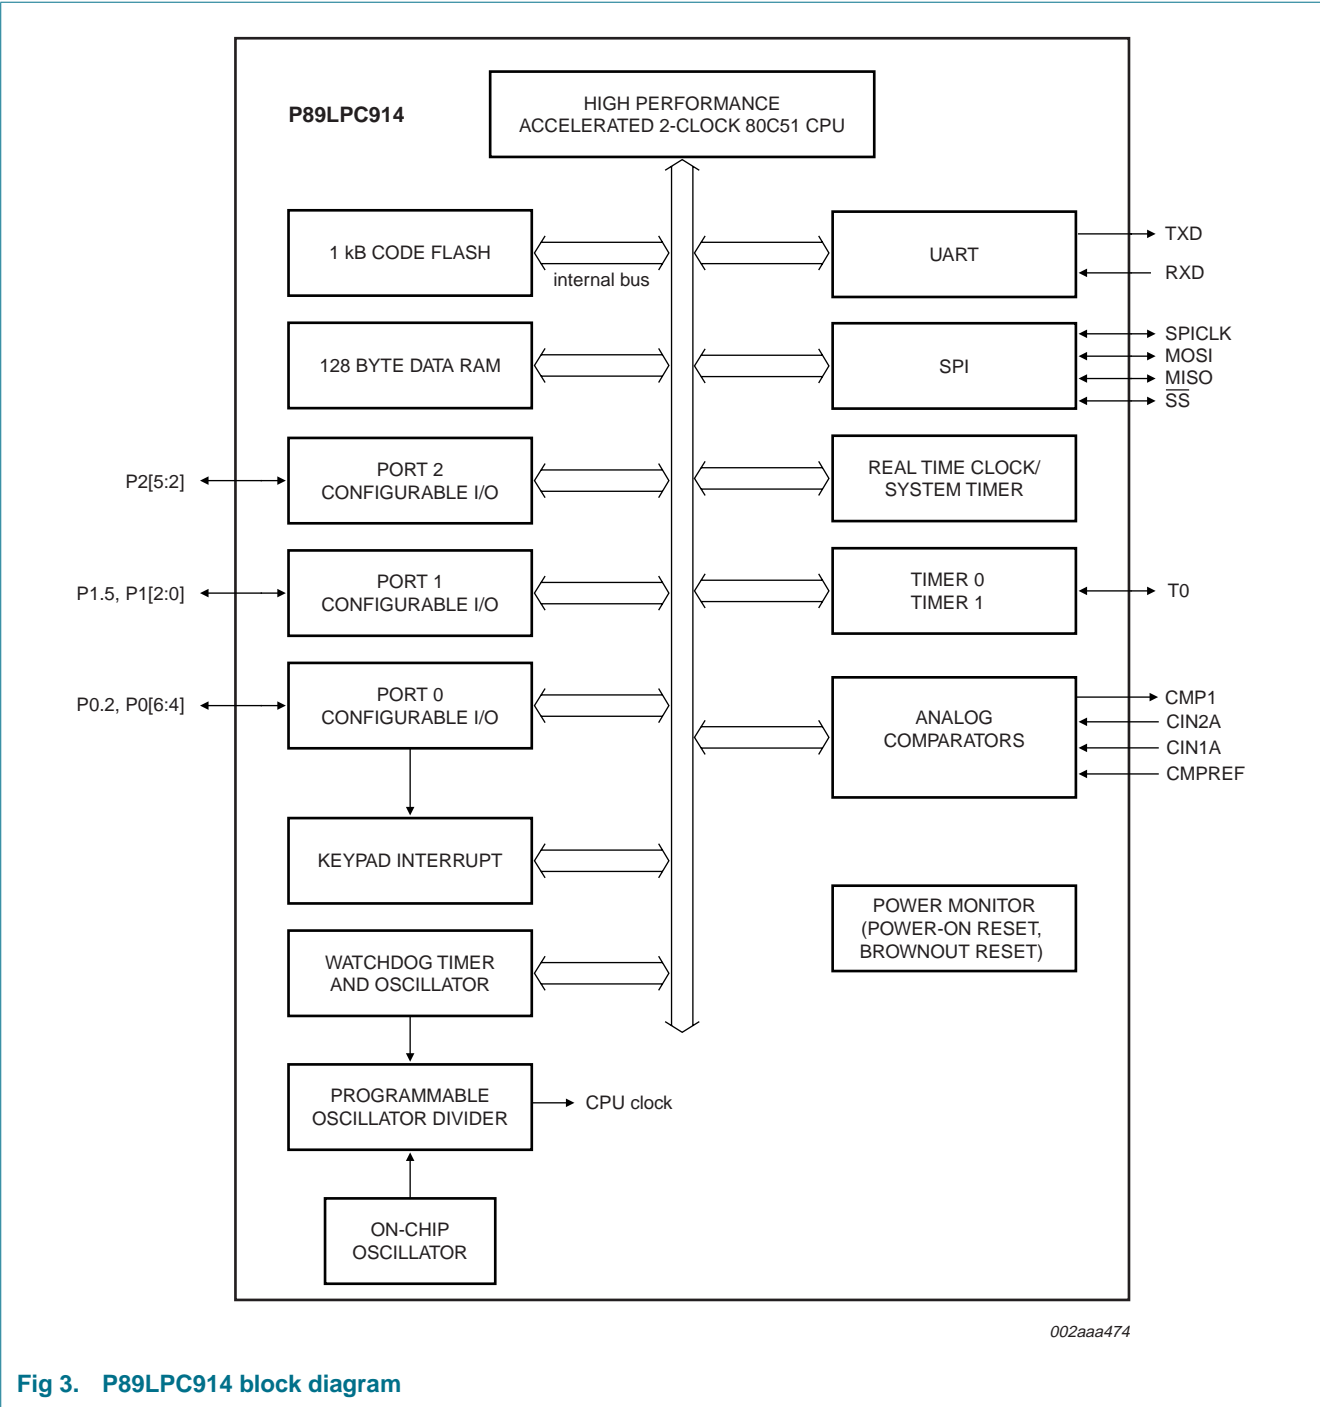 P89LPC914
HIGH PERFORMANCE
ACCELERATED 2-CLOCK 80C51 CPU
1 kB CODE FLASH
internal bus
UART
TXD
RXD
128 BYTE DATA RAM
SPI
SPICLK
MOSI
MISO
SS
P2[5:2]
PORT 2
CONFIGURABLE I/O
REAL TIME CLOCK/
SYSTEM TIMER
P1.5, P1[2:0]
PORT 1
CONFIGURABLE I/O
TIMER 0
TIMER 1
T0
P0.2, P0[6:4]
PORT 0
CONFIGURABLE I/O
ANALOG
COMPARATORS
CMP1
CIN2A
CIN1A
CMPREF
KEYPAD INTERRUPT
POWER MONITOR
(POWER-ON RESET,
BROWNOUT RESET)
WATCHDOG TIMER
AND OSCILLATOR
PROGRAMMABLE
OSCILLATOR DIVIDER
CPU clock
ON-CHIP
OSCILLATOR
002aaa474
Fig 3. P89LPC914 block diagram